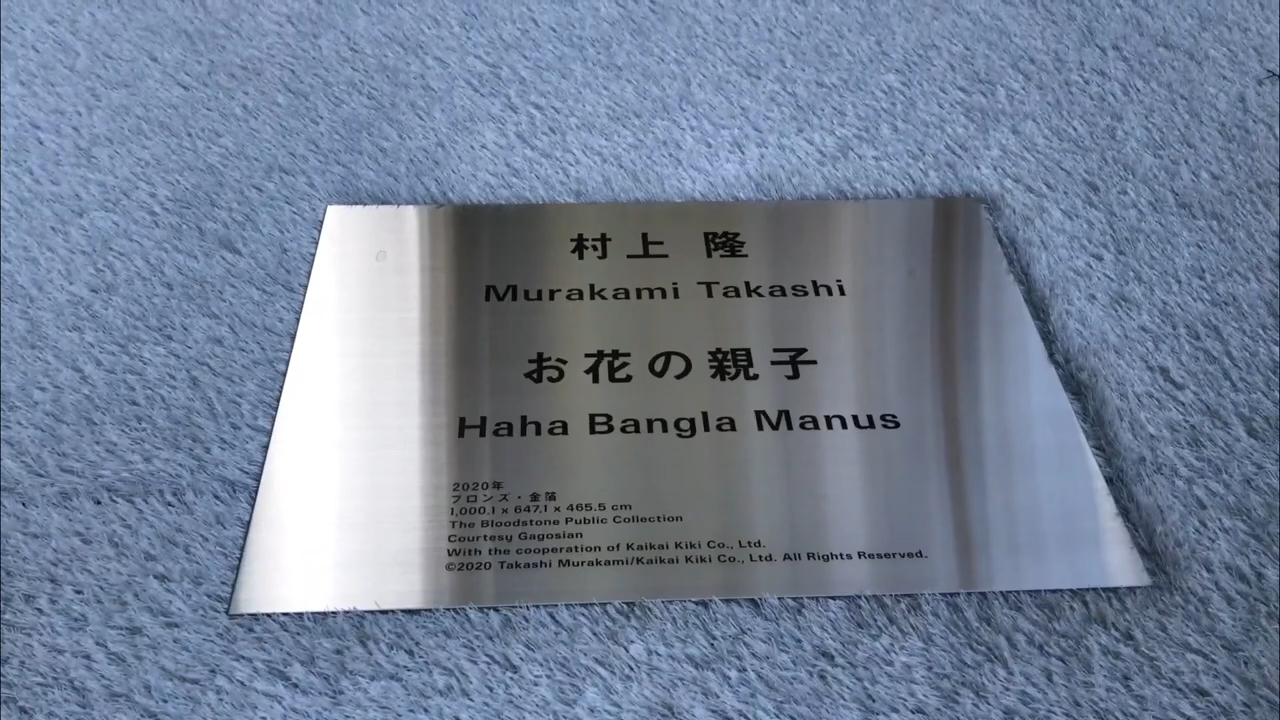 村上 隆
Murakami Takashi
お花の親子
Haha Bangla Manus
2020年
ブロンズ・金箔
1,000.1 x 647.1 x 465.5 cm
The Bloodstone Public Collection
Courtesy Gagosian
With the cooperation of Kaikai Kiki Co., Ltd.
©2020 Takashi Murakami/Kaikai Kiki Co., Ltd. All Rights Reserved.